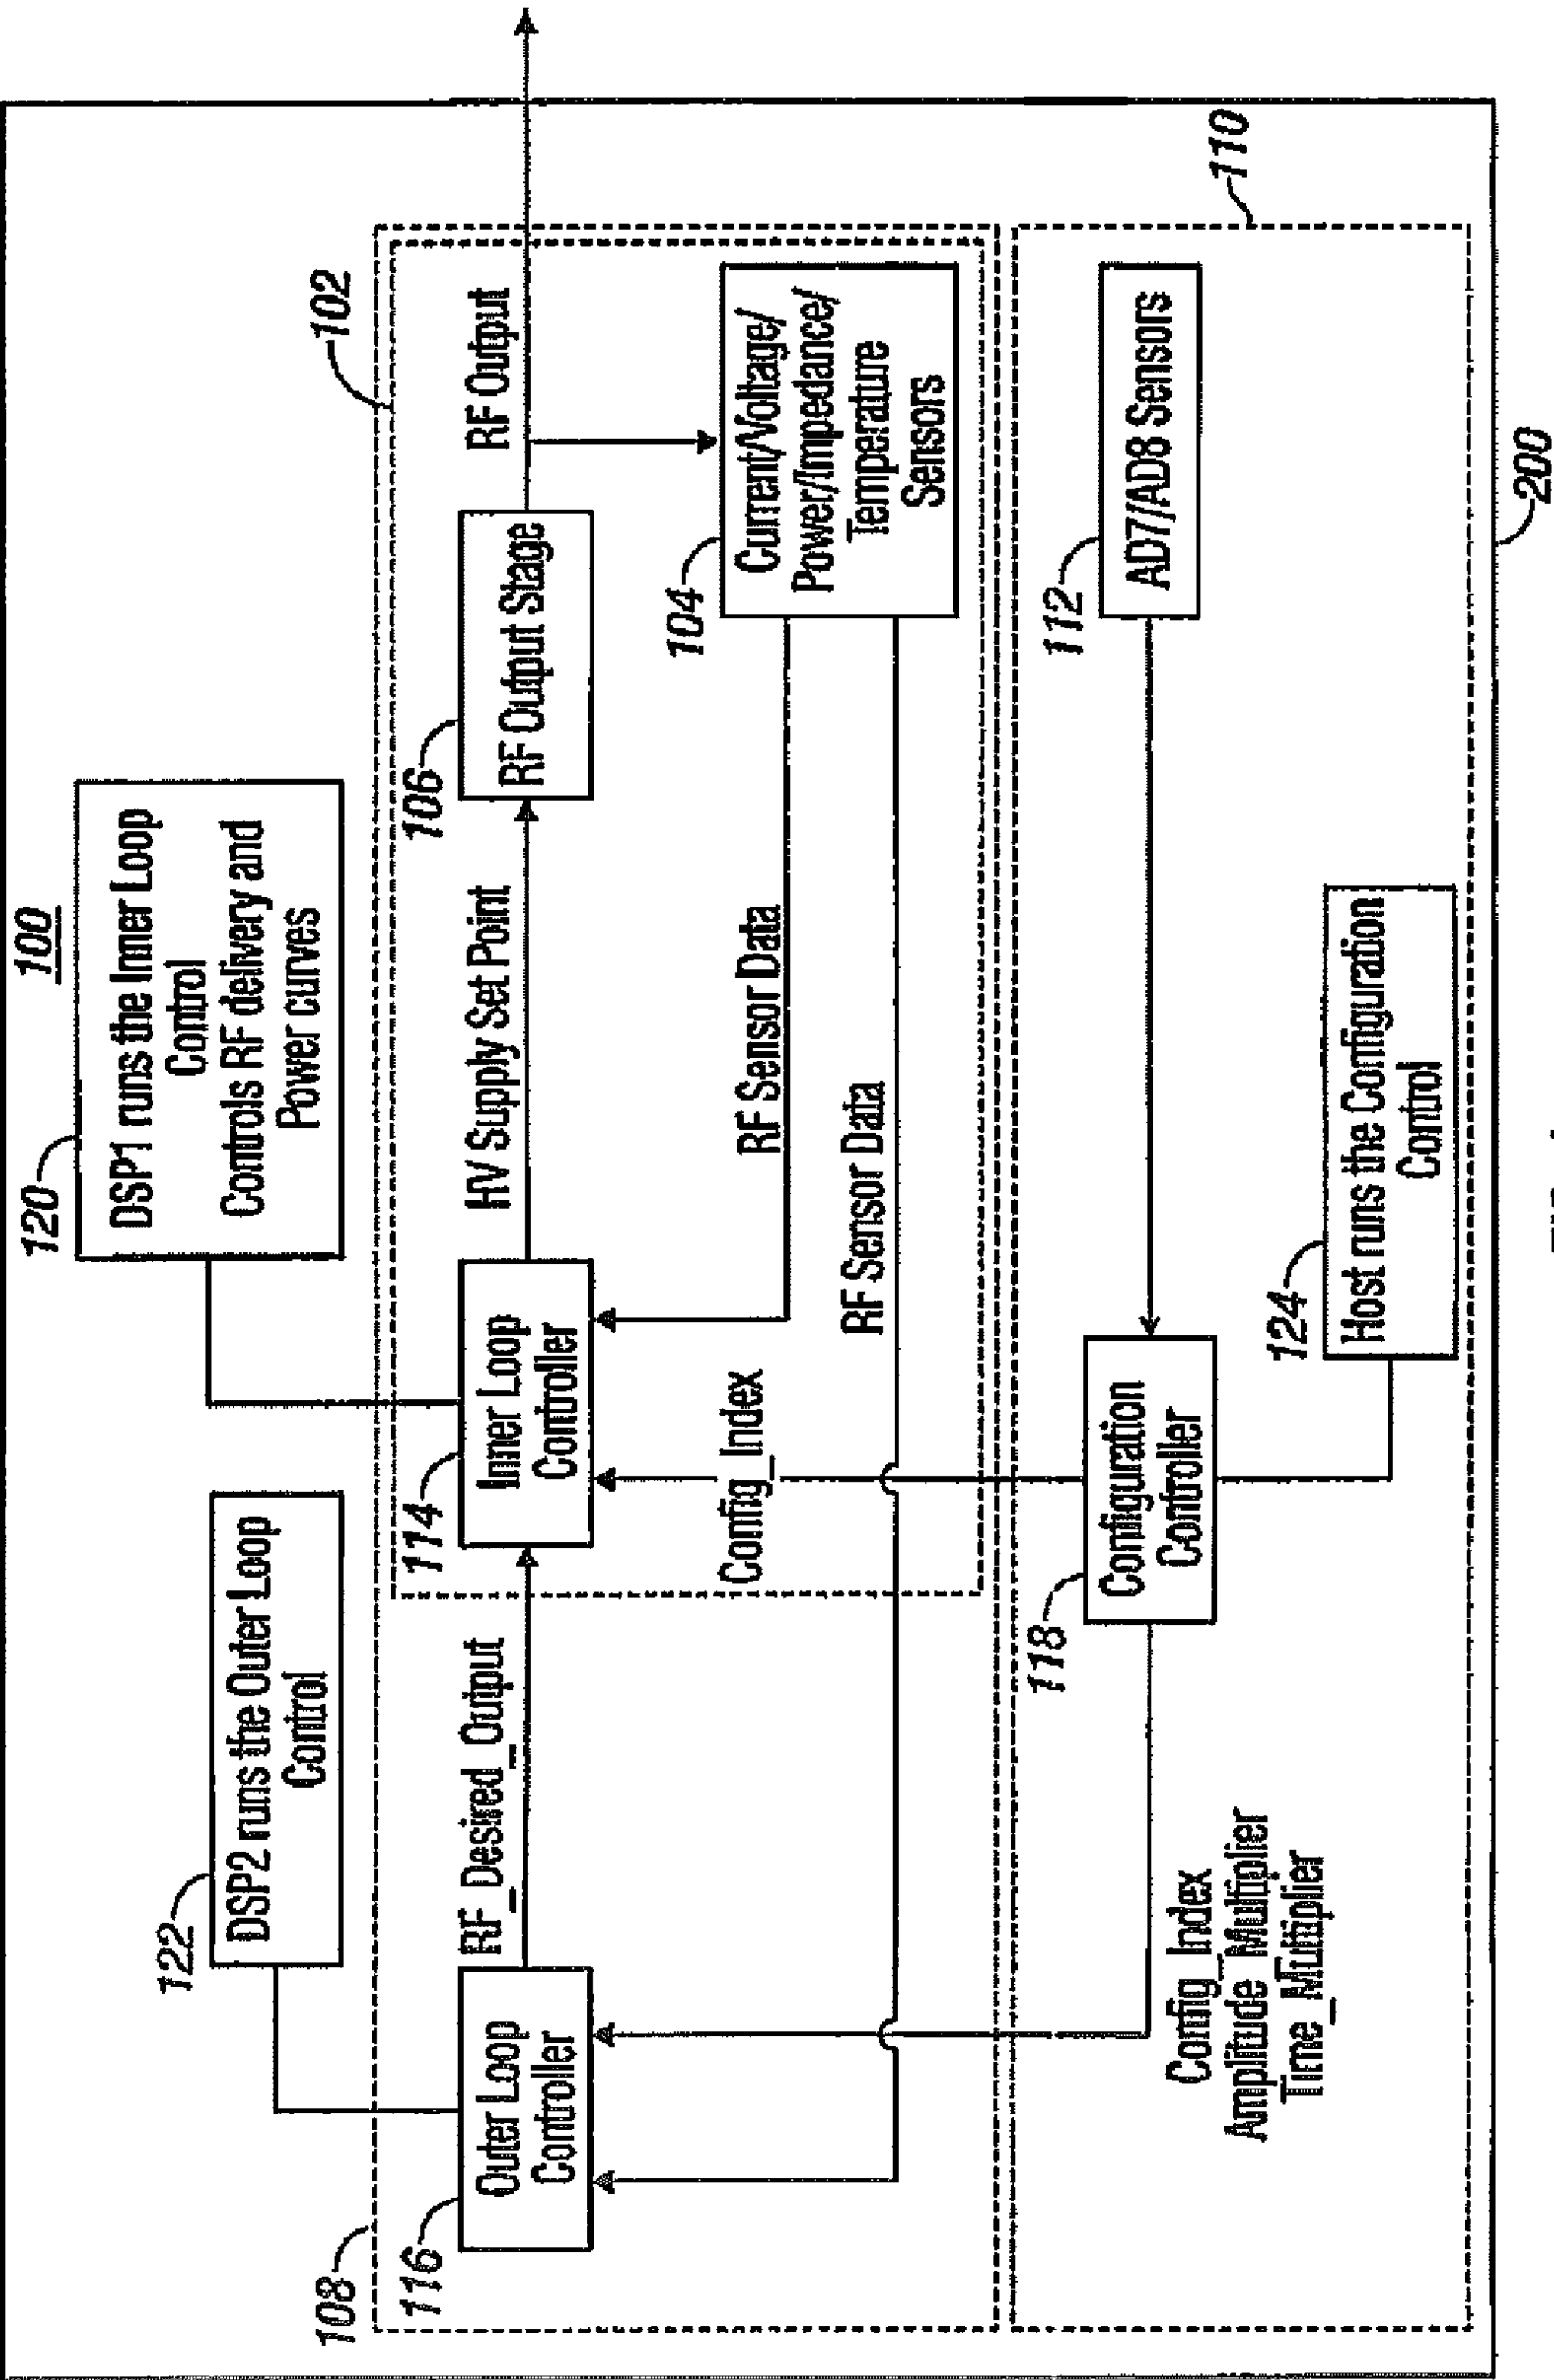 100
120
DSP1 runs the Inner Loop
Control
Controls RF delivery and
Power curves
122
DSP2 runs the Outer Loop
Control
108
102
116
Outer Loop
Controller
RF_Desired_Output
114
Inner Loop
Controller
HV Supply Set Point
106
RF Output Stage
RF Output
104
Current/Voltage/
Power/Impedance/
Temperature
Sensors
RF Sensor Data
RF Sensor Data
Config_Index
110
112
AD7/AD8 Sensors
118
Configuration
Controller
Config_Index
Amplitude_Multiplier
Time_Multiplier
124
Host runs the Configuration
Control
200